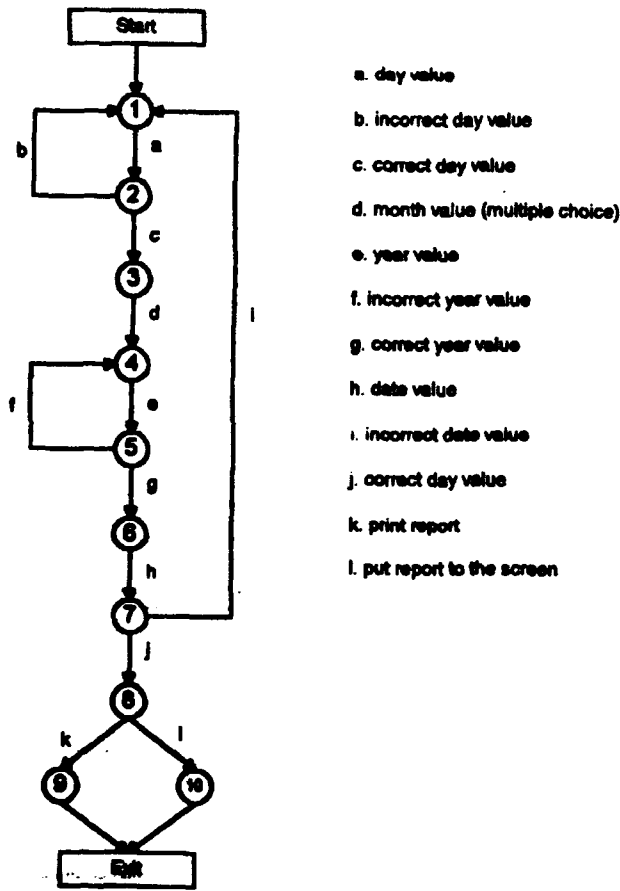 Start
1
b
a
2
c
3
d
i
4
f
e
5
g
6
h
7
j
8
k
l
9
10
Exit
a. day value
b. incorrect day value
c. correct day value
d. month value (multiple choice)
e. year value
f. incorrect year value
g. correct year value
h. date value
i. incorrect date value
j. correct day value
k. print report
l. put report to the screen